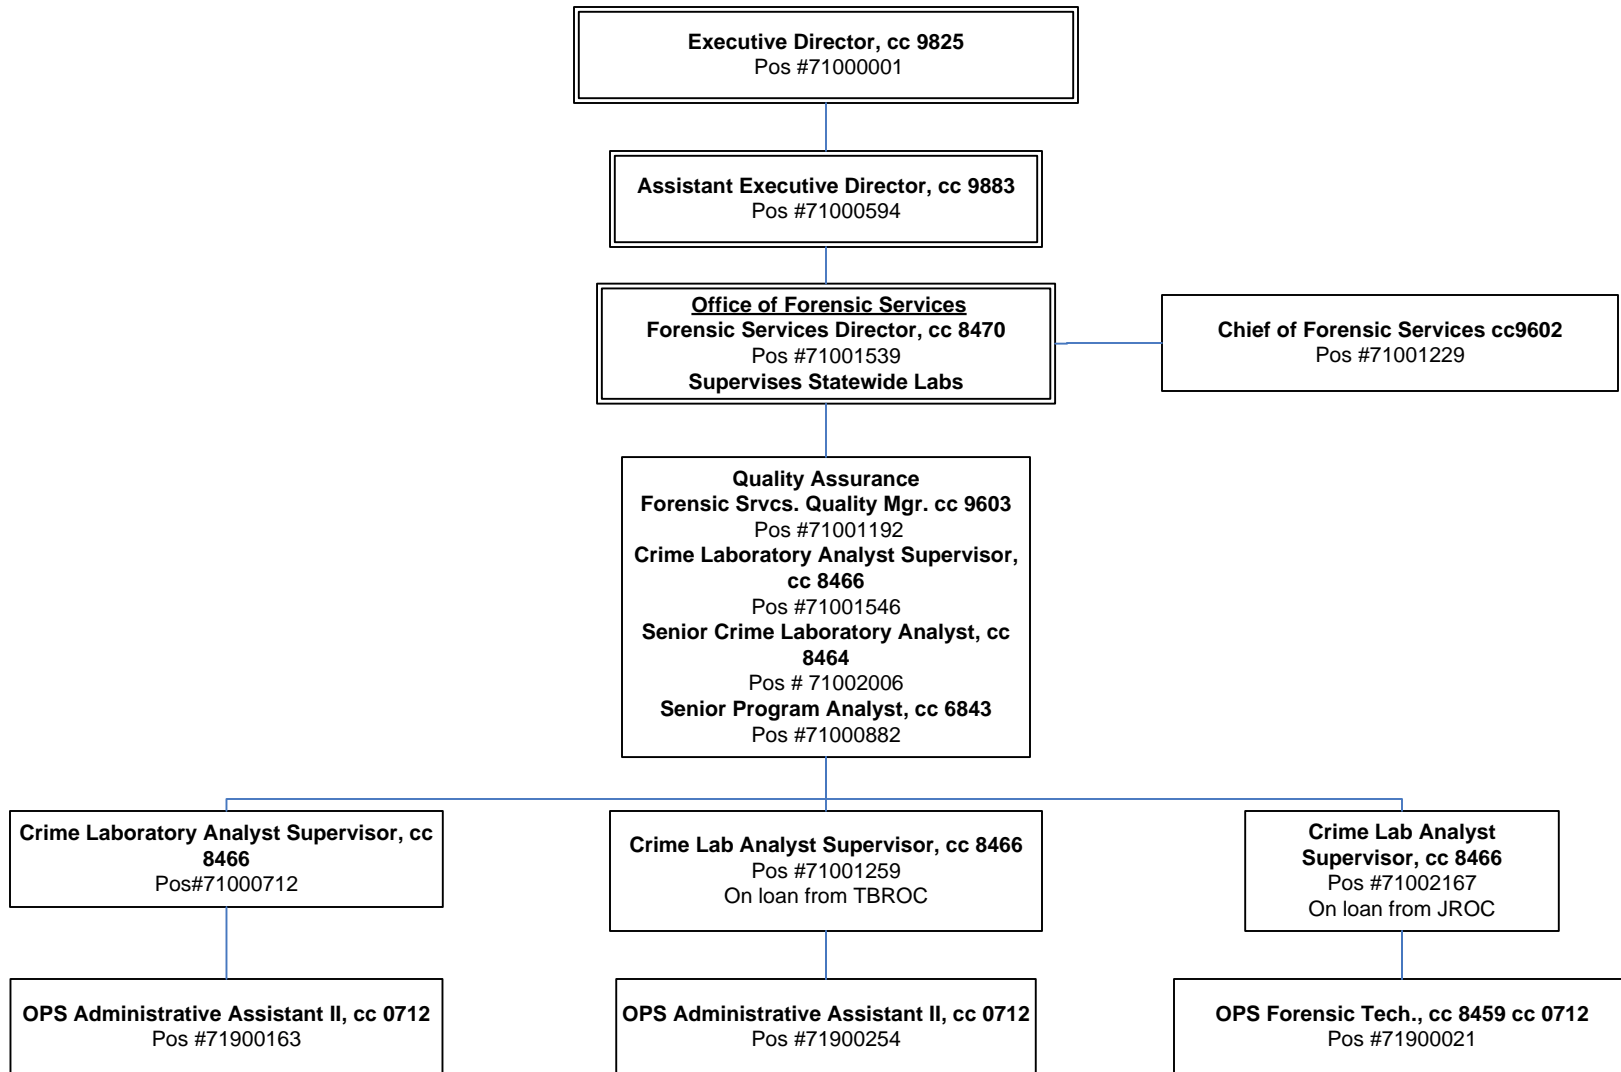 Executive Director, cc 9825
Pos #71000001
Assistant Executive Director, cc 9883
Pos #71000594
Office of Forensic Services
Forensic Services Director, cc 8470
Pos #71001539
Supervises Statewide Labs
Chief of Forensic Services cc9602
Pos #71001229
Quality Assurance
Forensic Srvcs. Quality Mgr. cc 9603
Pos #71001192
Crime Laboratory Analyst Supervisor,
cc 8466
Pos #71001546
Senior Crime Laboratory Analyst, cc
8464
Pos # 71002006
Senior Program Analyst, cc 6843
Pos #71000882
Crime Laboratory Analyst Supervisor, cc
8466
Pos#71000712
Crime Lab Analyst Supervisor, cc 8466
Pos #71001259
On loan from TBROC
Crime Lab Analyst
Supervisor, cc 8466
Pos #71002167
On loan from JROC
OPS Administrative Assistant II, cc 0712
Pos #71900163
OPS Administrative Assistant II, cc 0712
Pos #71900254
OPS Forensic Tech., cc 8459 cc 0712
Pos #71900021